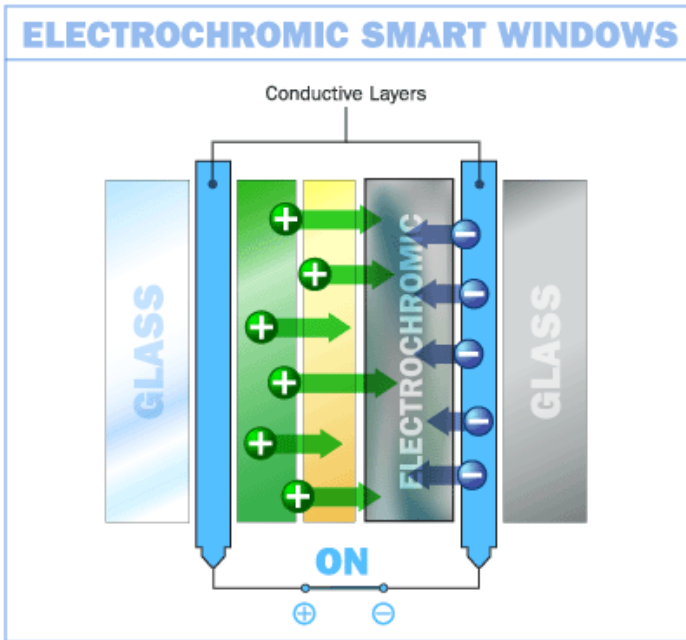 ELECTROCHROMIC SMART WINDOWS
Conductive Layers
GLASS
ELECTROCHROMIC
GLASS
ON
+ −